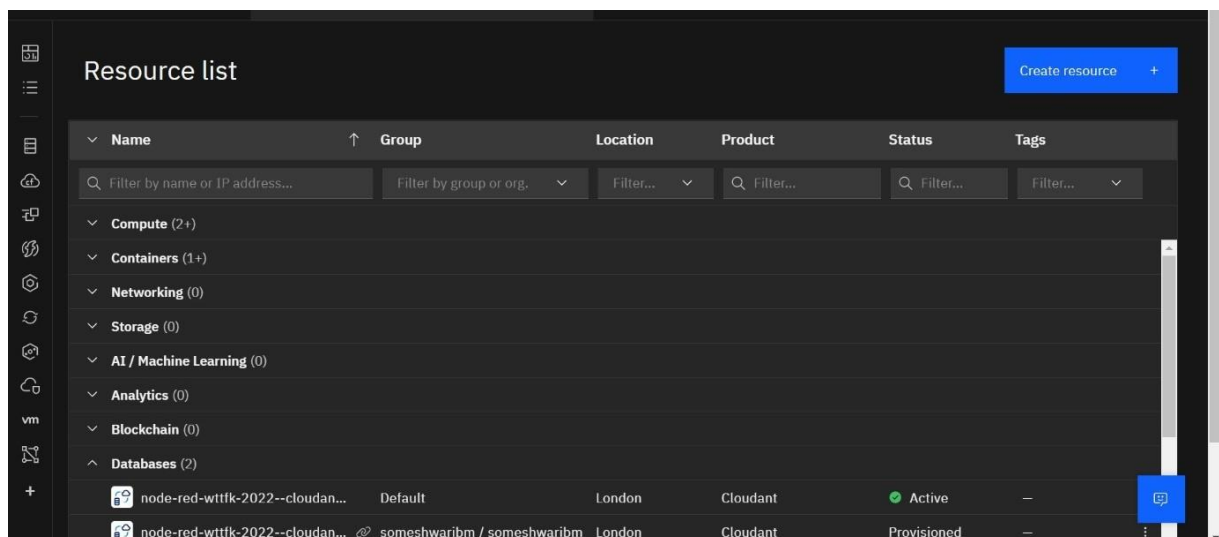 Resource list
Create resource +
Name Group Location Product Status Tags
Filter by name or IP address... Filter by group or org. Filter... Filter... Filter... Filter...
Compute (2+)
Containers (1+)
Networking (0)
Storage (0)
AI / Machine Learning (0)
Analytics (0)
Blockchain (0)
Databases (2)
node-red-wttfk-2022--cloudan... Default London Cloudant Active —
node-red-wttfk-2022--cloudan... someshwaribm / someshwaribm London Cloudant Provisioned —
vm